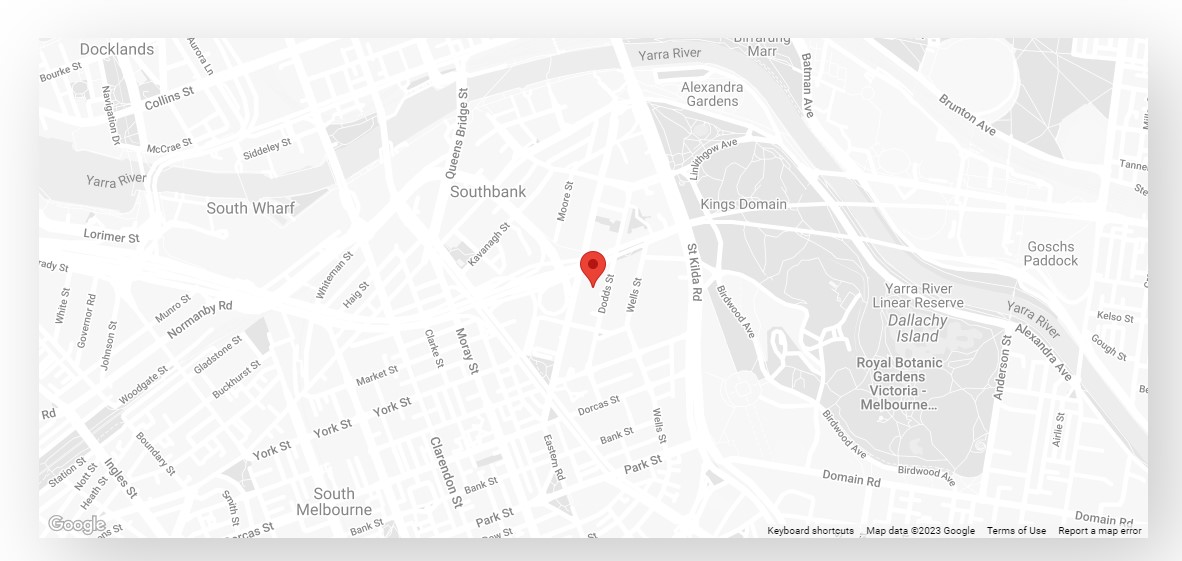 Docklands
Aurora Ln
Yarra River
Birrarung
Marr
Bourke St
Navigation Dr
Collins St
Queens Bridge St
Alexandra
Gardens
Batman Ave
Brunton Ave
McCrae St
Siddeley St
Linlithgow Ave
Yarra River
Southbank
Moore St
South Wharf
Kings Domain
Lorimer St
Kavanagh St
St Kilda Rd
Goschs
Paddock
rady St
Whiteman St
Haig St
Dodds St
Wells St
Birdwood Ave
Yarra River
Linear Reserve
Dallachy
Island
Yarra River
Kelso St
White St
Governor Rd
Johnson St
Munro St
Normanby Rd
Gladstone St
Buckhurst St
Woodgate St
Clarke St
Moray St
Market St
Alexandra Ave
Gough St
Anderson St
Royal Botanic
Gardens
Victoria -
Melbourne...
Rd
York St
York St
York St
Dorcas St
Wells St
Bank St
Park St
Birdwood Ave
Airlie St
Boundary St
Station St
Nott St
Heath St
Ingles St
Clarendon St
Eastern Rd
Domain Rd
Birdwood Ave
South
Melbourne
Smith St
Bank St
Park St
Bank St
Domain Rd
Google
orcas St
Keyboard shortcuts Map data ©2023 Google Terms of Use Report a map error